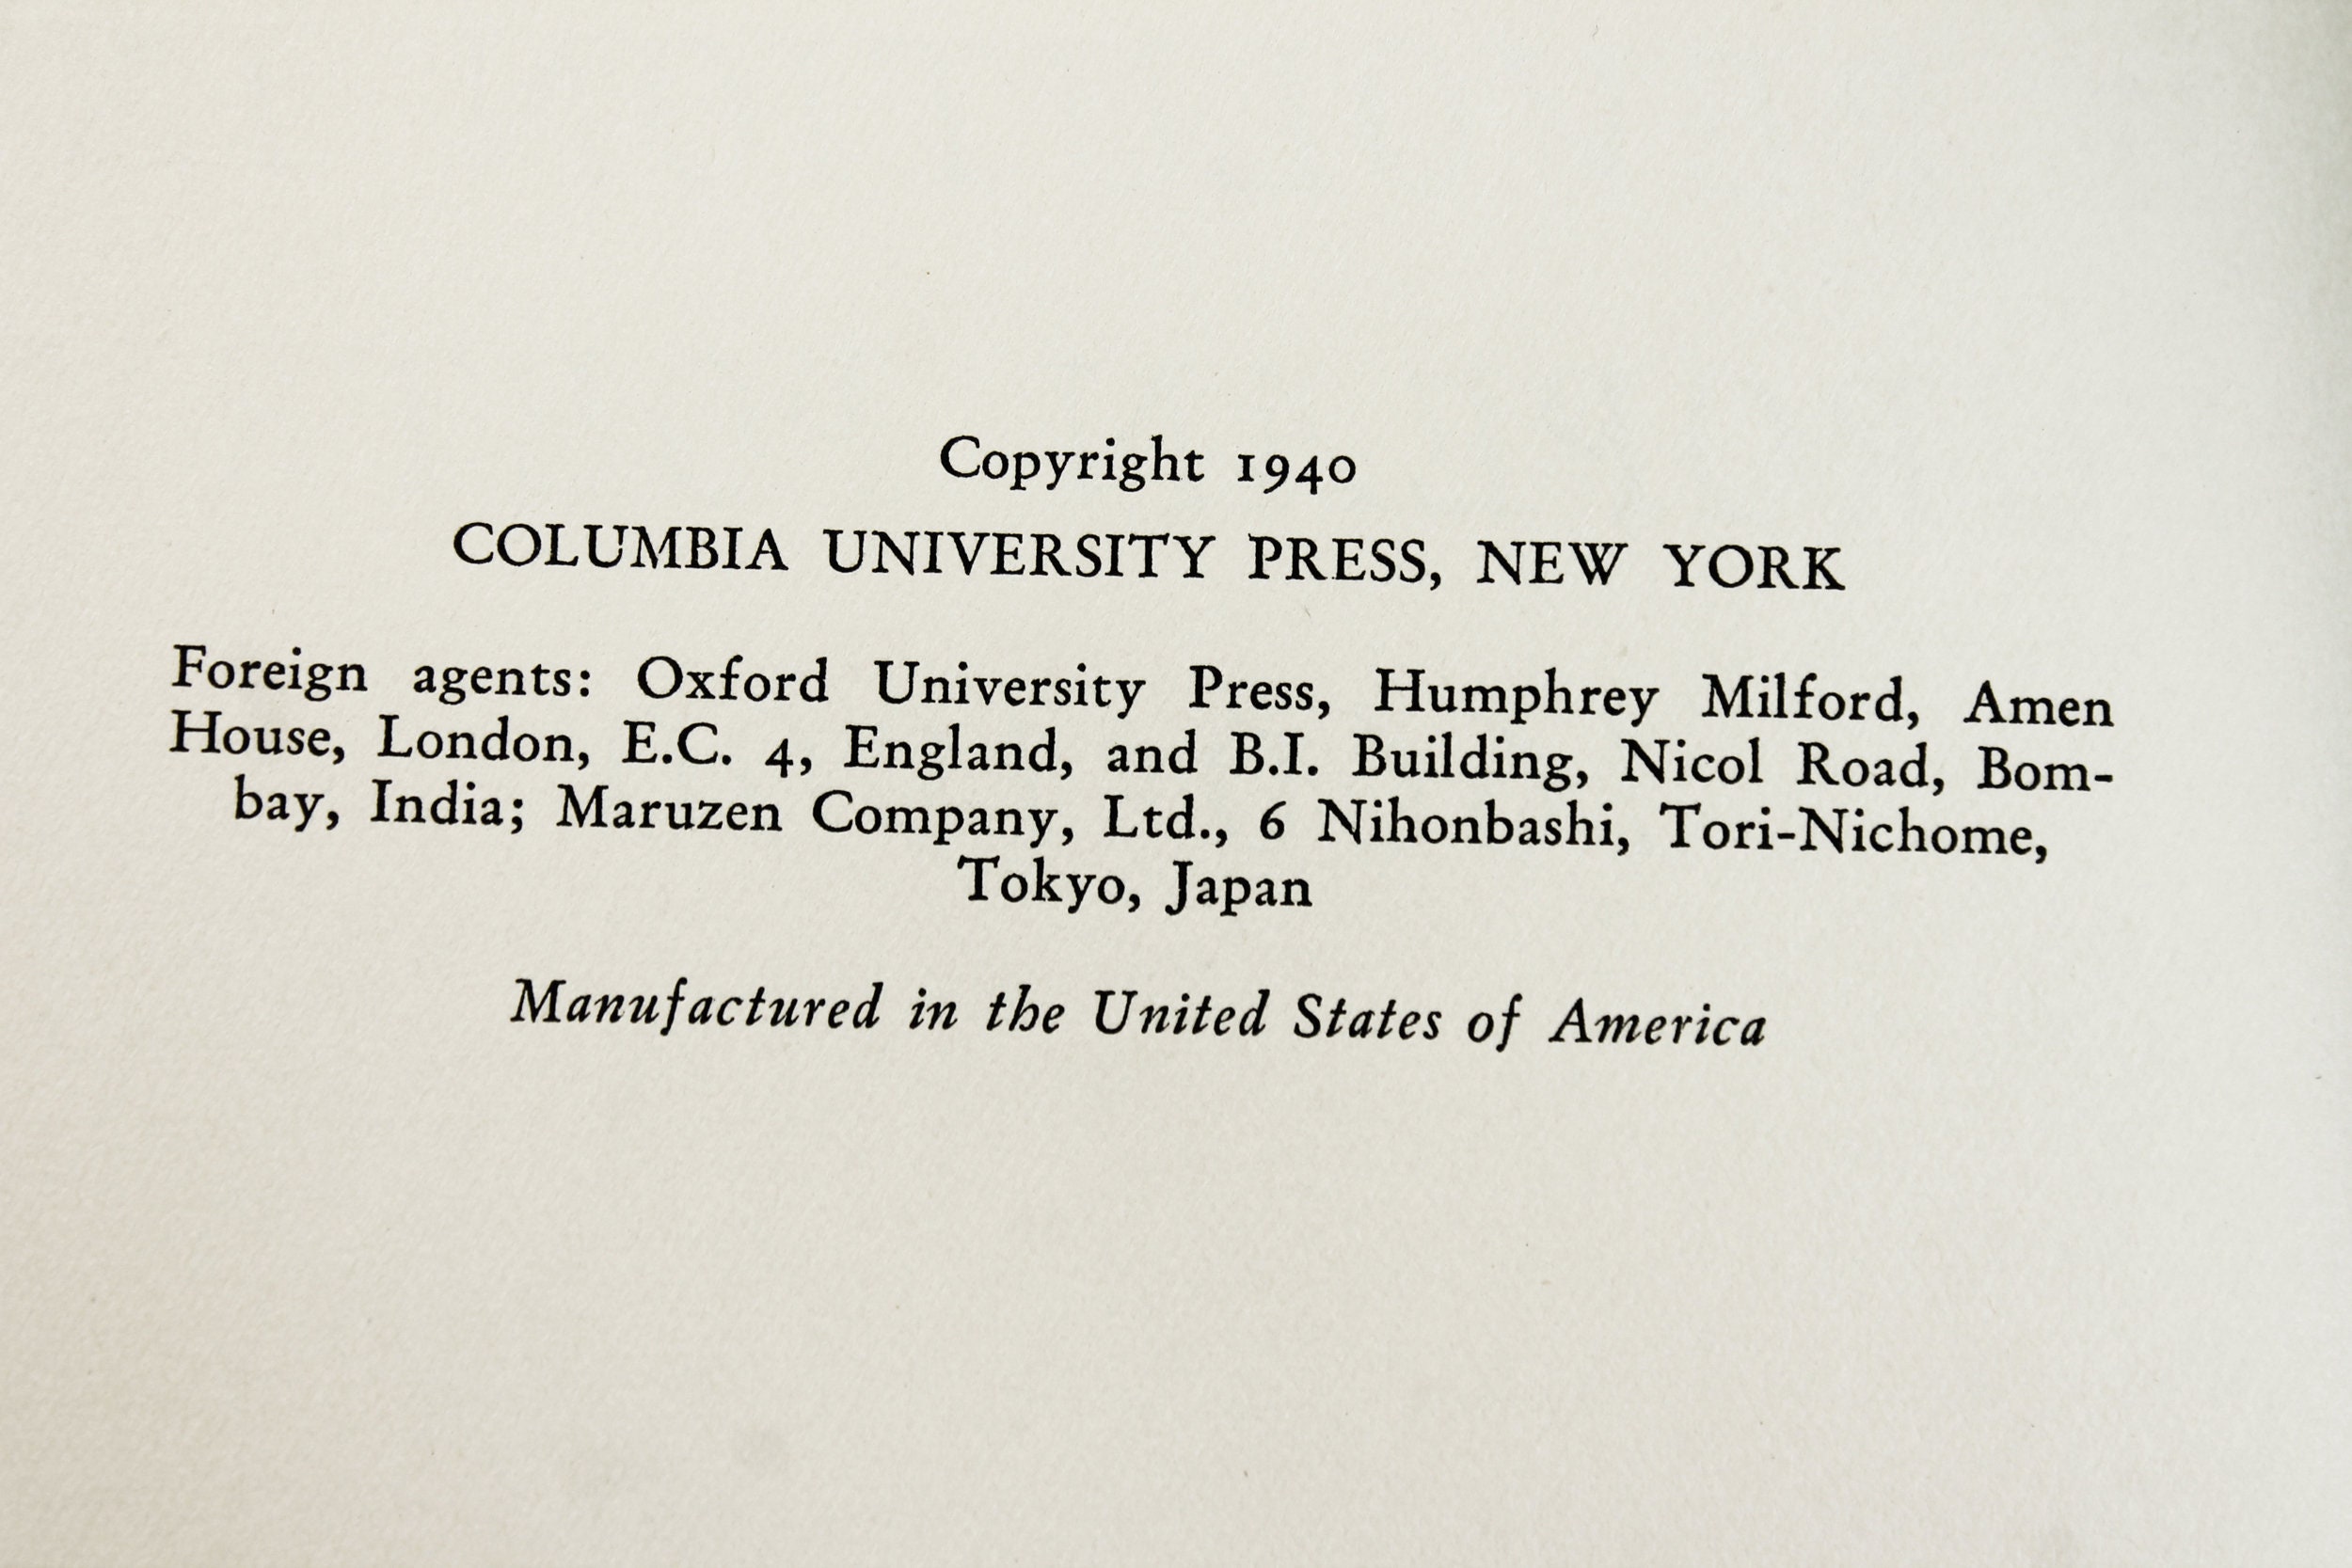 Copyright 1940
COLUMBIA UNIVERSITY PRESS, NEW YORK
Foreign agents: Oxford University Press, Humphrey Milford, Amen
House, London, E.C. 4, England, and B.I. Building, Nicol Road, Bom-
bay, India; Maruzen Company, Ltd., 6 Nihonbashi, Tori-Nichome,
Tokyo, Japan
Manufactured in the United States of America